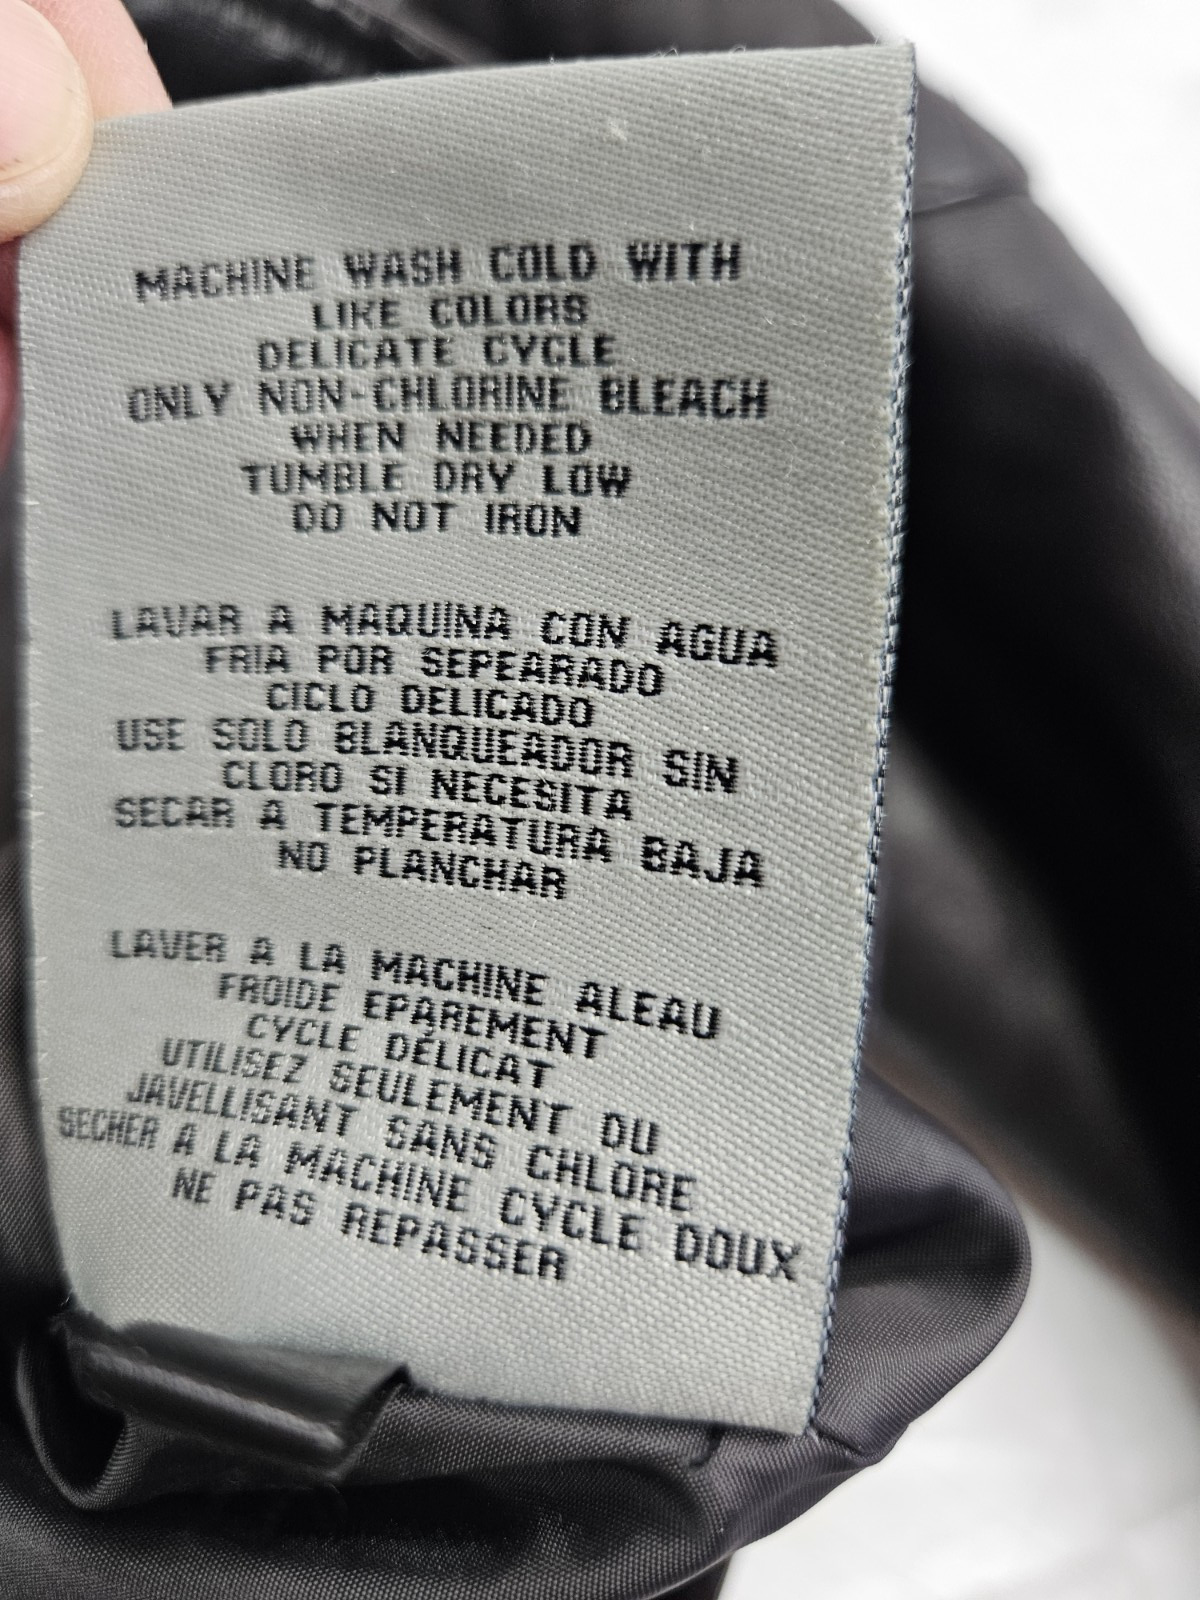 MACHINE WASH COLD WITH
LIKE COLORS
DELICATE CYCLE
ONLY NON-CHLORINE BLEACH
WHEN NEEDED
TUMBLE DRY LOW
DO NOT IRON
LAVAR A MAQUINA CON AGUA
FRIA POR SEPEARADO
CICLO DELICADO
USE SOLO BLANQUEADOR SIN
CLORO SI NECESITA
SECAR A TEMPERATURA BAJA
NO PLANCHAR
LAVER A LA MACHINE ALEAU
FROIDE EPAREMENT
CYCLE DÉLICAT
UTILISEZ SEULEMENT DU
JAVELLISANT SANS CHLORE
SECHER A LA MACHINE CYCLE DOUX
NE PAS REPASSER